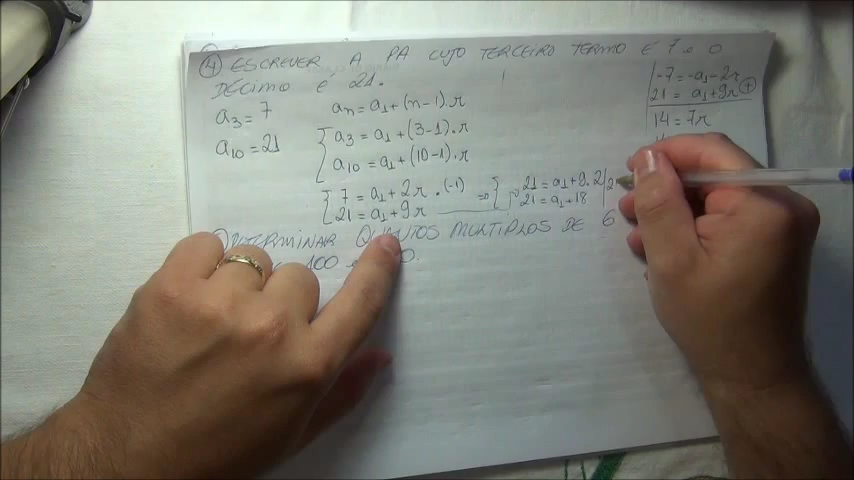 4 ESCREVER A PA CUJO TERCEIRO TERMO É 7 e O
DÉCIMO É 21.
a3 = 7
a10 = 21
an = a1 + (n-1) . r
a3 = a1 + (3-1) . r
a10 = a1 + (10-1) . r
7 = a1 + 2r . (-1)
21 = a1 + 9r
⇒ 21 = a1 + 9 . 2
21 = a1 + 18
-7 = -a1 - 2r
21 = a1 + 9r +
14 = 7r
DETERMINAR QUANTOS MULTIPLOS DE 6
100